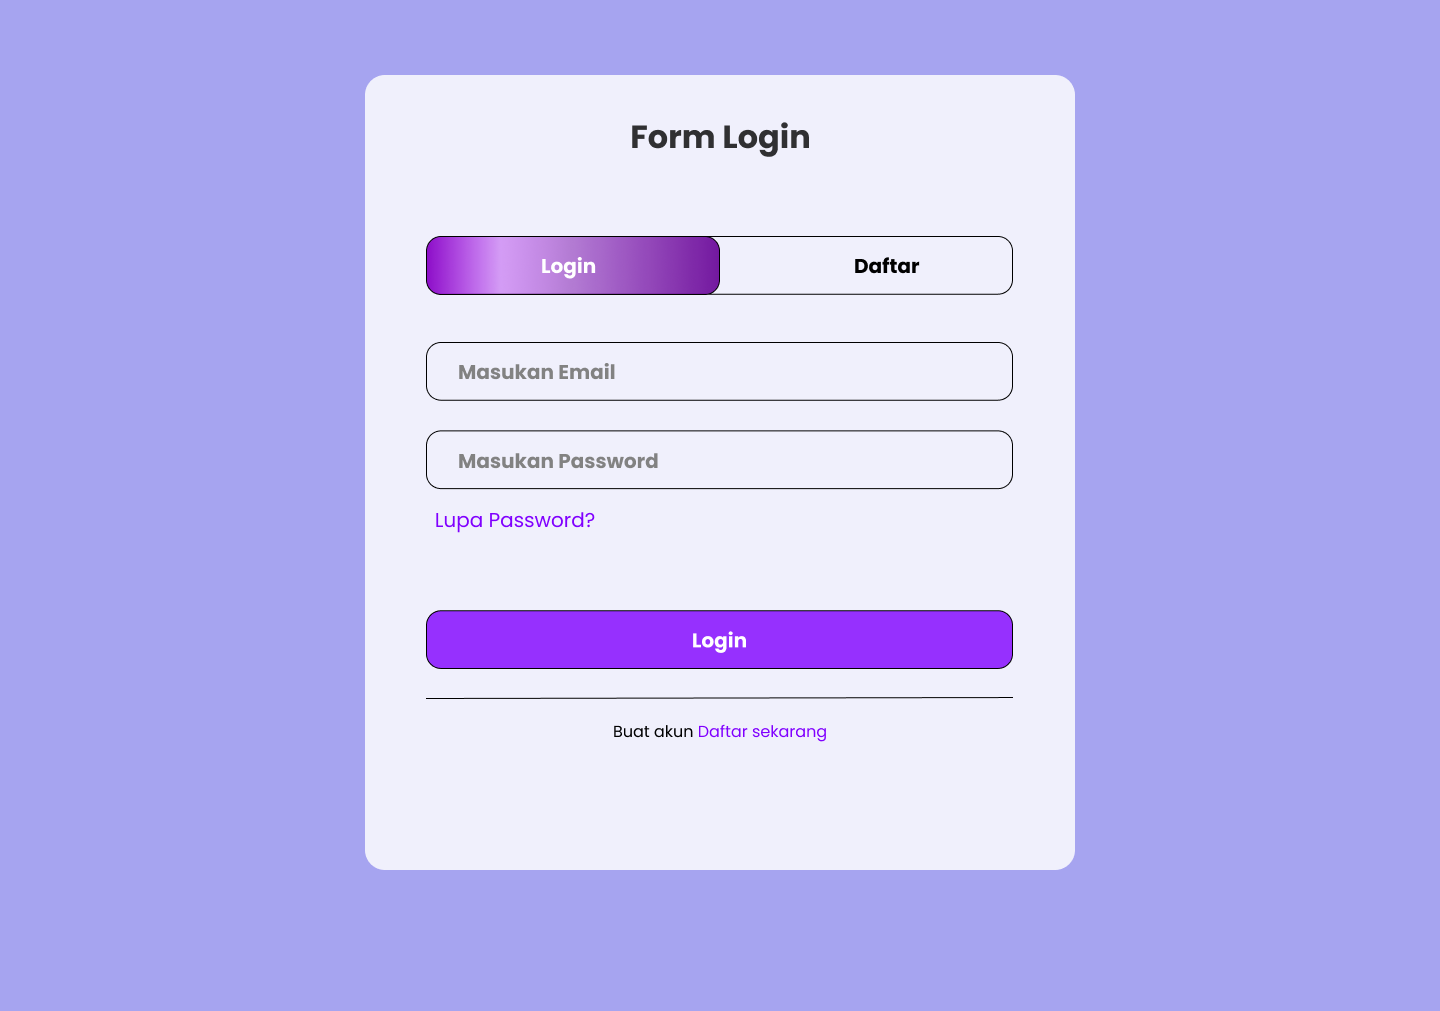 Form Login
Login Daftar
Masukan Email
Masukan Password
Lupa Password?
Login
Buat akun Daftar sekarang